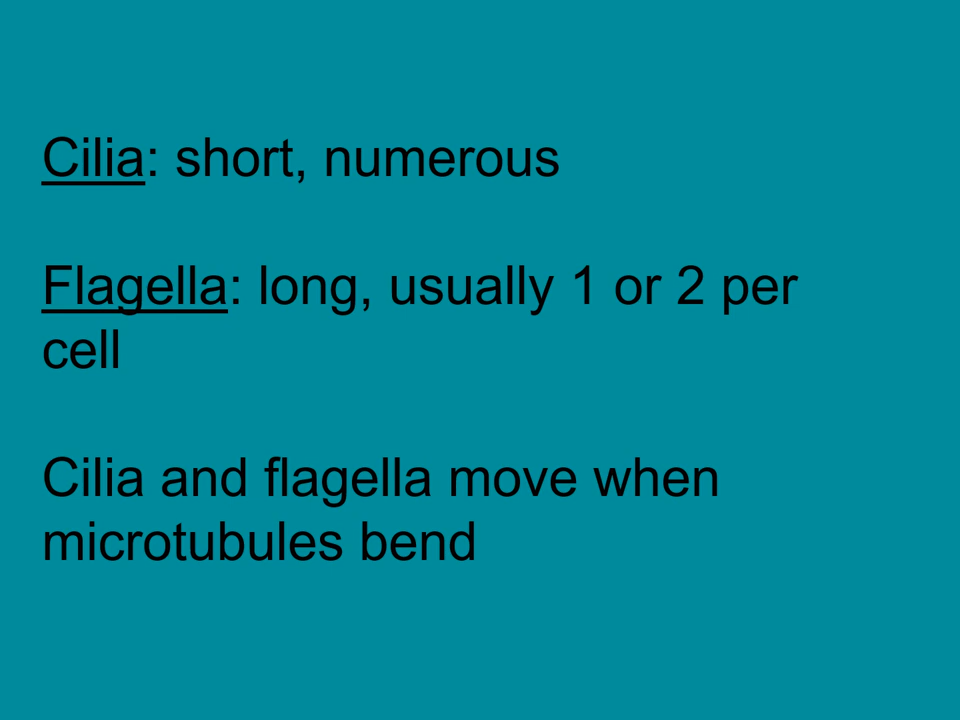 Cilia: short, numerous
Flagella: long, usually 1 or 2 per
cell
Cilia and flagella move when
microtubules bend